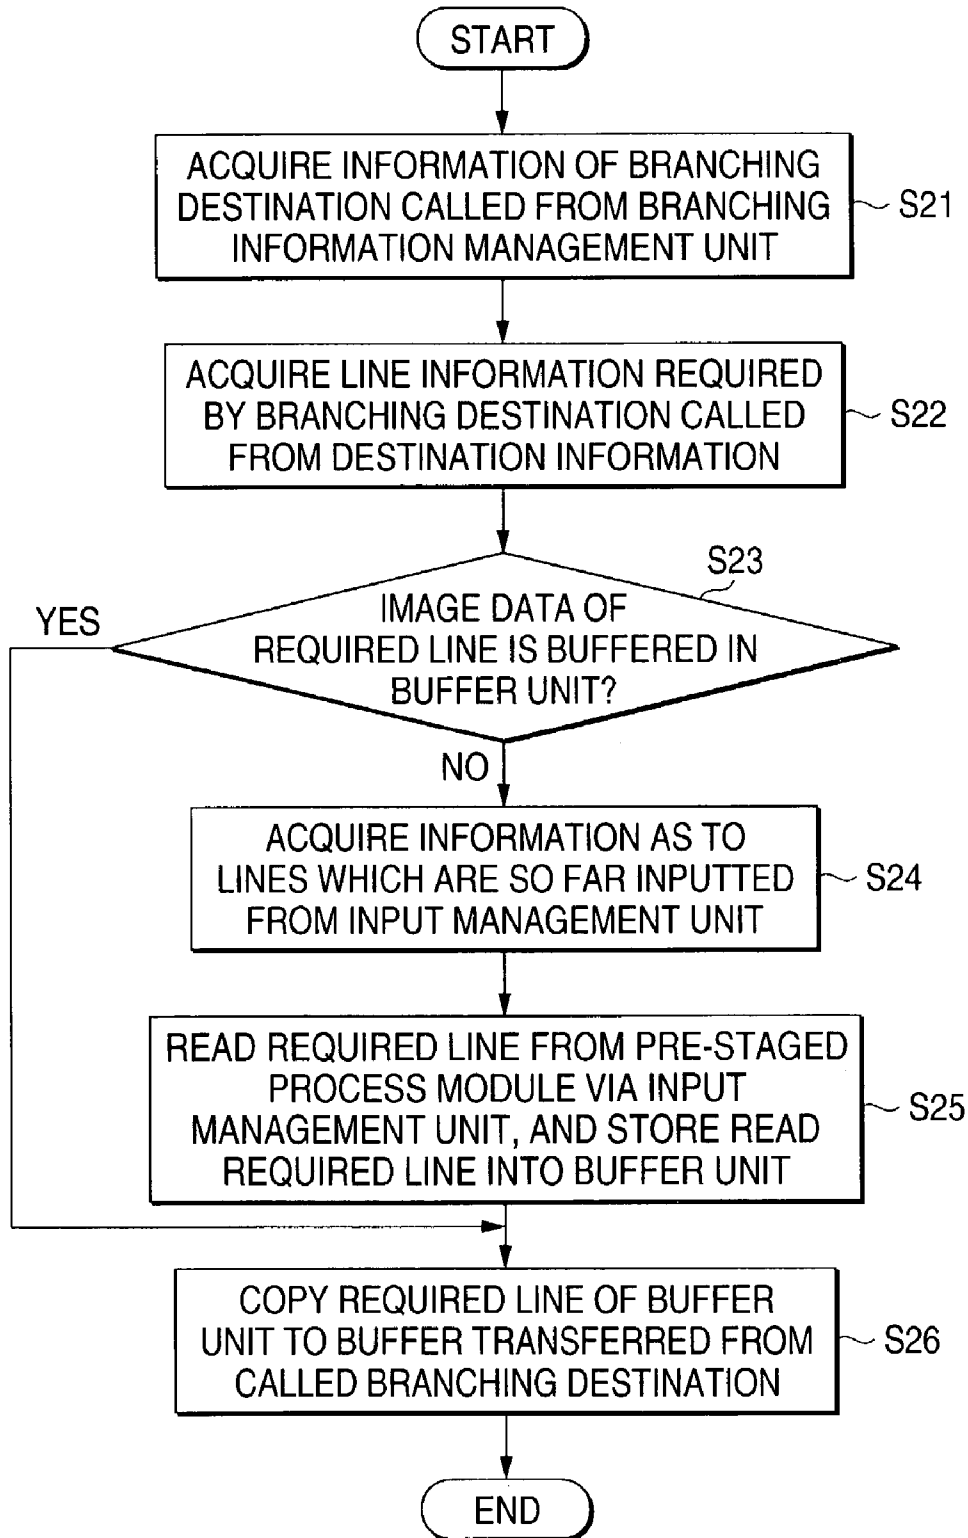 START
ACQUIRE INFORMATION OF BRANCHING
DESTINATION CALLED FROM BRANCHING
INFORMATION MANAGEMENT UNIT
S21
ACQUIRE LINE INFORMATION REQUIRED
BY BRANCHING DESTINATION CALLED
FROM DESTINATION INFORMATION
S22
S23
YES
IMAGE DATA OF
REQUIRED LINE IS BUFFERED IN
BUFFER UNIT?
NO
ACQUIRE INFORMATION AS TO
LINES WHICH ARE SO FAR INPUTTED
FROM INPUT MANAGEMENT UNIT
S24
READ REQUIRED LINE FROM PRE-STAGED
PROCESS MODULE VIA INPUT
MANAGEMENT UNIT, AND STORE READ
REQUIRED LINE INTO BUFFER UNIT
S25
COPY REQUIRED LINE OF BUFFER
UNIT TO BUFFER TRANSFERRED FROM
CALLED BRANCHING DESTINATION
S26
END